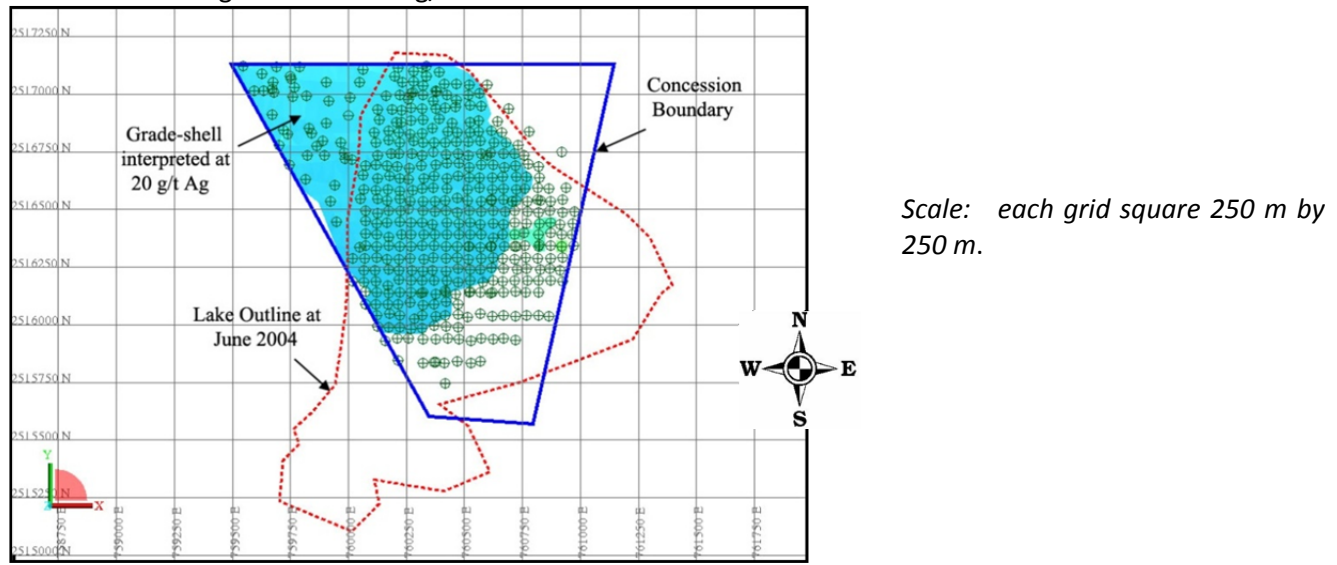 2517250 N
2517000 N
Concession
Boundary
Grade-shell
interpreted at
20 g/t Ag
2516750 N
2516500 N
Scale: each grid square 250 m by
250 m.
2516250 N
Lake Outline at
June 2004
2516000 N
N
W E
S
2515750 N
2515500 N
Y
2515250 N
X
2515000 N
758750 E
759000 E
759250 E
759500 E
759750 E
760000 E
760250 E
760500 E
760750 E
761000 E
761250 E
761500 E
761750 E